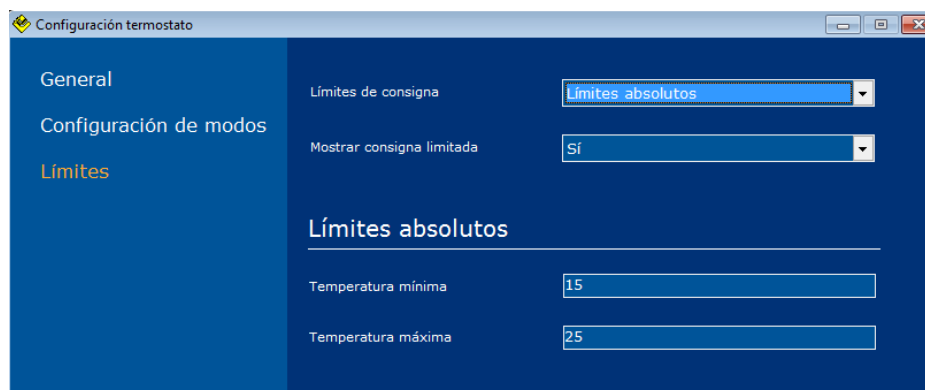 Configuración termostato
General
Configuración de modos
Límites
Límites de consigna
Límites absolutos
Mostrar consigna limitada
Sí
Límites absolutos
Temperatura mínima
15
Temperatura máxima
25